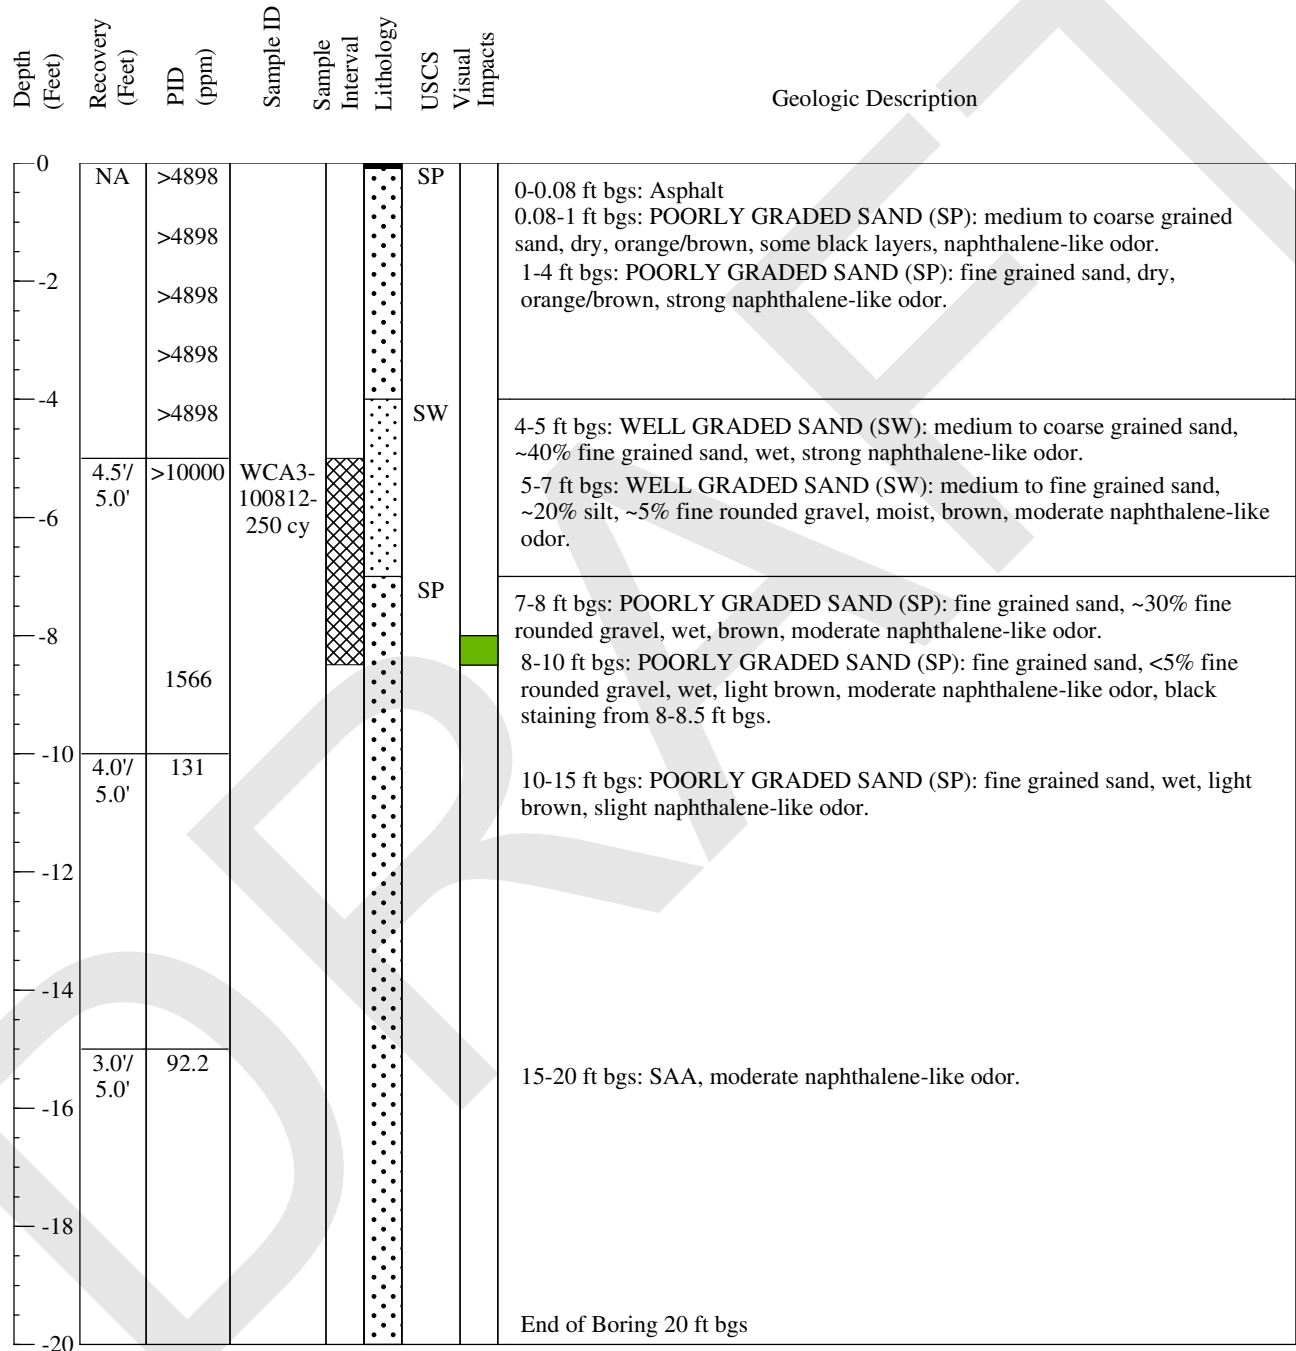 Depth
(Feet)
Recovery
(Feet)
PID
(ppm)
Sample ID
Sample
Interval
Lithology
USCS
Visual
Impacts
Geologic Description
0
-2
-4
-6
-8
-10
-12
-14
-16
-18
-20
NA
4.5'/
5.0'
4.0'/
5.0'
3.0'/
5.0'
>4898
>4898
>4898
>4898
>4898
>10000
1566
131
92.2
WCA3-
100812-
250 cy
SP
SW
SP
0-0.08 ft bgs: Asphalt
0.08-1 ft bgs: POORLY GRADED SAND (SP): medium to coarse grained
sand, dry, orange/brown, some black layers, naphthalene-like odor.
1-4 ft bgs: POORLY GRADED SAND (SP): fine grained sand, dry,
orange/brown, strong naphthalene-like odor.
4-5 ft bgs: WELL GRADED SAND (SW): medium to coarse grained sand,
~40% fine grained sand, wet, strong naphthalene-like odor.
5-7 ft bgs: WELL GRADED SAND (SW): medium to fine grained sand,
~20% silt, ~5% fine rounded gravel, moist, brown, moderate naphthalene-like
odor.
7-8 ft bgs: POORLY GRADED SAND (SP): fine grained sand, ~30% fine
rounded gravel, wet, brown, moderate naphthalene-like odor.
8-10 ft bgs: POORLY GRADED SAND (SP): fine grained sand, <5% fine
rounded gravel, wet, light brown, moderate naphthalene-like odor, black
staining from 8-8.5 ft bgs.
10-15 ft bgs: POORLY GRADED SAND (SP): fine grained sand, wet, light
brown, slight naphthalene-like odor.
15-20 ft bgs: SAA, moderate naphthalene-like odor.
End of Boring 20 ft bgs
DRAFT